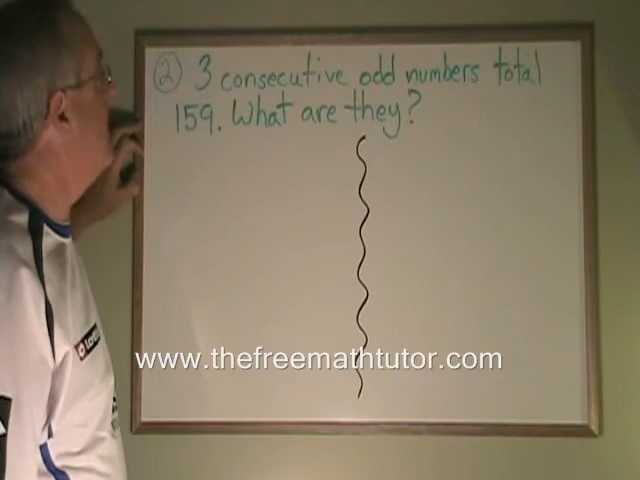 ② 3 consecutive odd numbers total
159. What are they?
www.thefreemathtutor.com